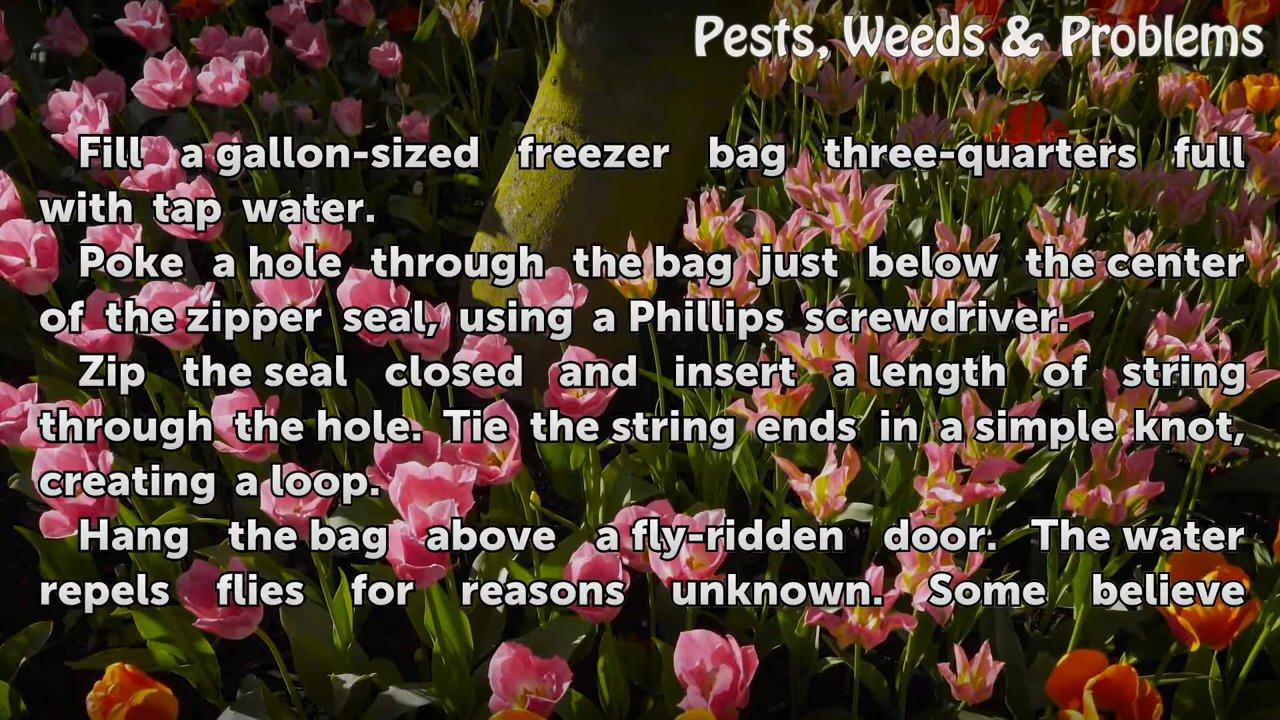 Pests, Weeds & Problems
Fill a gallon-sized freezer bag three-quarters full
with tap water.
Poke a hole through the bag just below the center
of the zipper seal, using a Phillips screwdriver.
Zip the seal closed and insert a length of string
through the hole. Tie the string ends in a simple knot,
creating a loop.
Hang the bag above a fly-ridden door. The water
repels flies for reasons unknown. Some believe